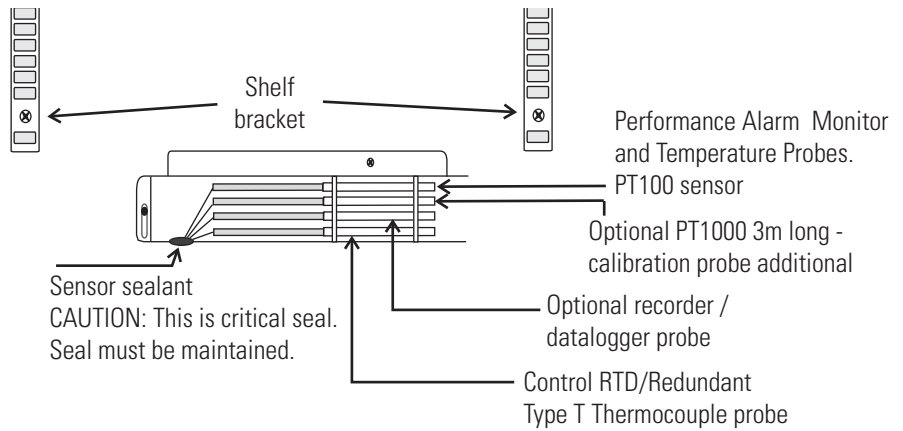 Shelf
bracket
Performance Alarm Monitor
and Temperature Probes.
PT100 sensor
Optional PT1000 3m long -
calibration probe additional
Sensor sealant
CAUTION: This is critical seal.
Seal must be maintained.
Optional recorder /
datalogger probe
Control RTD/Redundant
Type T Thermocouple probe